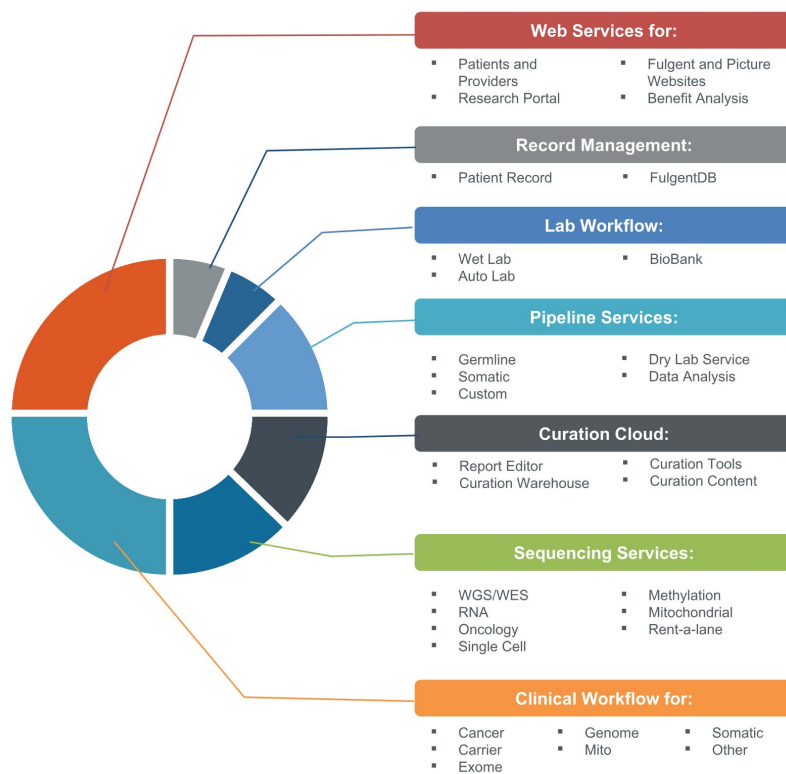 Web Services for:
Patients and
Providers
Research Portal
Fulgent and Picture
Websites
Benefit Analysis
Record Management:
Patient Record
FulgentDB
Lab Workflow:
Wet Lab
Auto Lab
BioBank
Pipeline Services:
Germline
Somatic
Custom
Dry Lab Service
Data Analysis
Curation Cloud:
Report Editor
Curation Warehouse
Curation Tools
Curation Content
Sequencing Services:
WGS/WES
RNA
Oncology
Single Cell
Methylation
Mitochondrial
Rent-a-lane
Clinical Workflow for:
Cancer
Carrier
Exome
Genome
Mito
Somatic
Other